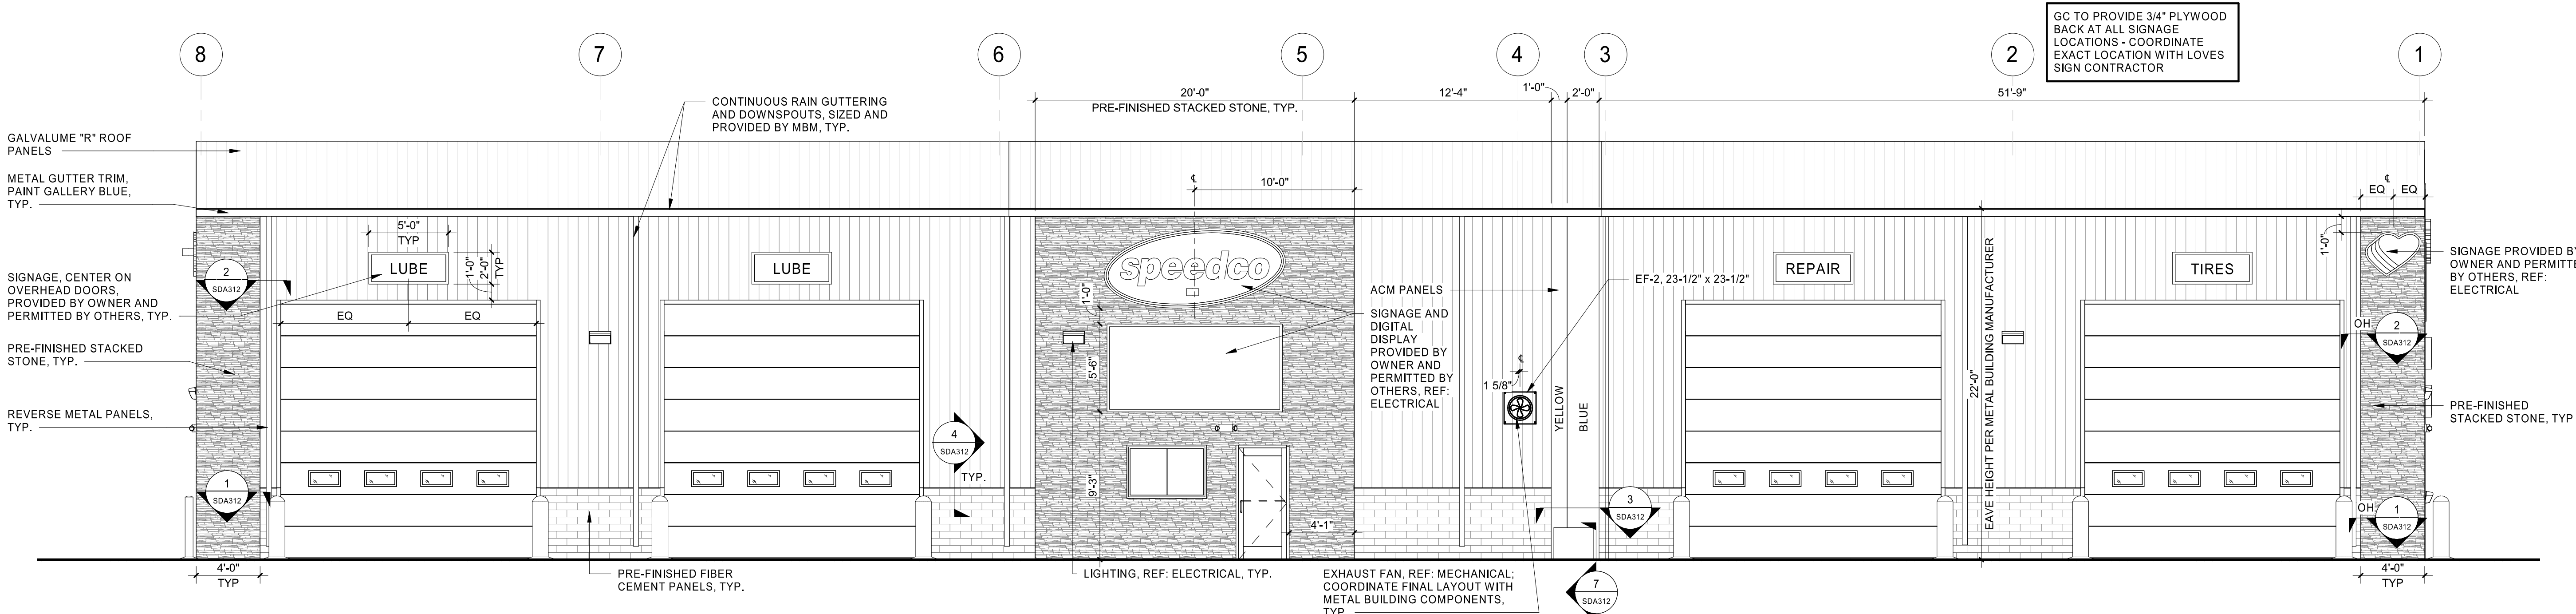 GC TO PROVIDE 3/4" PLYWOOD
BACK AT ALL SIGNAGE
LOCATIONS - COORDINATE
EXACT LOCATION WITH LOVES
SIGN CONTRACTOR
8
7
6
5
4
3
2
1
20'-0"
PRE-FINISHED STACKED STONE, TYP.
12'-4"
1'-0"
2'-0"
51'-9"
CONTINUOUS RAIN GUTTERING
AND DOWNSPOUTS, SIZED AND
PROVIDED BY MBM, TYP.
GALVALUME "R" ROOF
PANELS
METAL GUTTER TRIM,
PAINT GALLERY BLUE,
TYP.
SIGNAGE, CENTER ON
OVERHEAD DOORS,
PROVIDED BY OWNER AND
PERMITTED BY OTHERS, TYP.
PRE-FINISHED STACKED
STONE, TYP.
REVERSE METAL PANELS,
TYP.
5'-0"
TYP
LUBE
1'-0"
2'-0"
TYP
EQ
EQ
2
SDA312
1
SDA312
4'-0"
TYP
LUBE
PRE-FINISHED FIBER
CEMENT PANELS, TYP.
4
SDA312
TYP.
℄
10'-0"
speedco
1'-0"
5'-6"
9'-3"
4'-1"
LIGHTING, REF: ELECTRICAL, TYP.
ACM PANELS
SIGNAGE AND
DIGITAL
DISPLAY
PROVIDED BY
OWNER AND
PERMITTED BY
OTHERS, REF:
ELECTRICAL
EF-2, 23-1/2" x 23-1/2"
℄
1 5/8"
YELLOW
BLUE
EXHAUST FAN, REF: MECHANICAL;
COORDINATE FINAL LAYOUT WITH
METAL BUILDING COMPONENTS,
TYP
3
SDA312
7
SDA312
REPAIR
22'-0"
EAVE HEIGHT PER METAL BUILDING MANUFACTURER
TIRES
℄
EQ
EQ
1'-0"
OH
2
SDA312
OH
1
SDA312
4'-0"
TYP
SIGNAGE PROVIDED BY
OWNER AND PERMITTE
BY OTHERS, REF:
ELECTRICAL
PRE-FINISHED
STACKED STONE, TYP